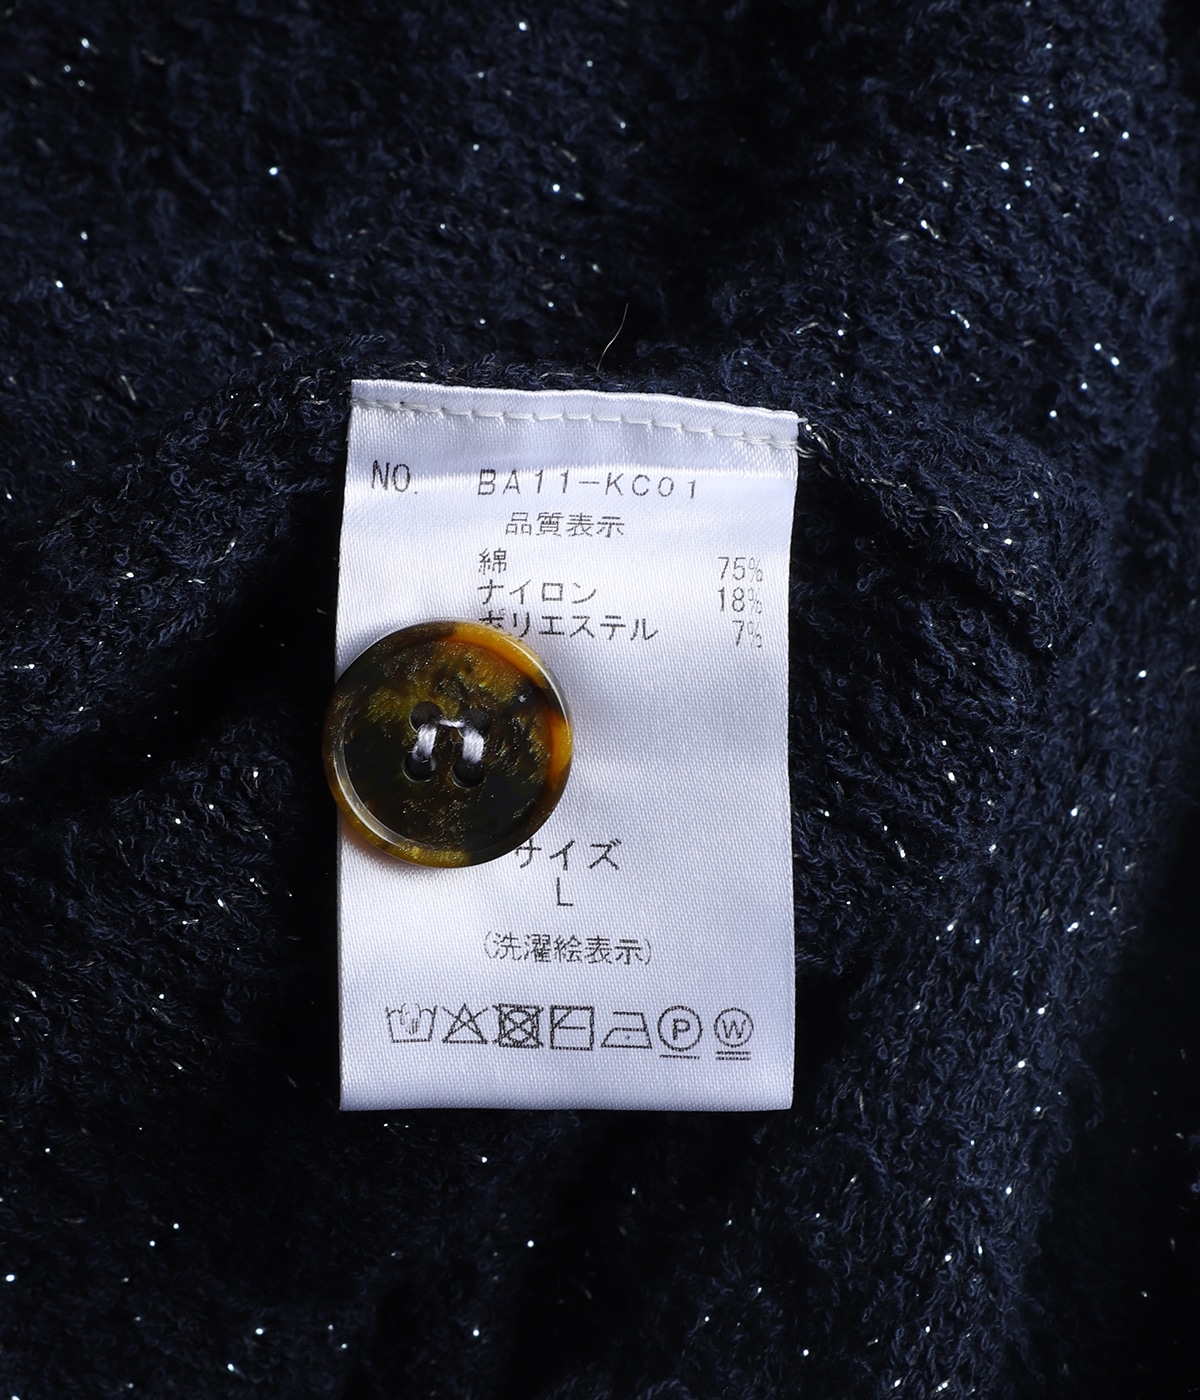 NO. BA11-KC01
品質表示
綿 75%
ナイロン 18%
ポリエステル 7%
サイズ
L
(洗濯絵表示)
P W